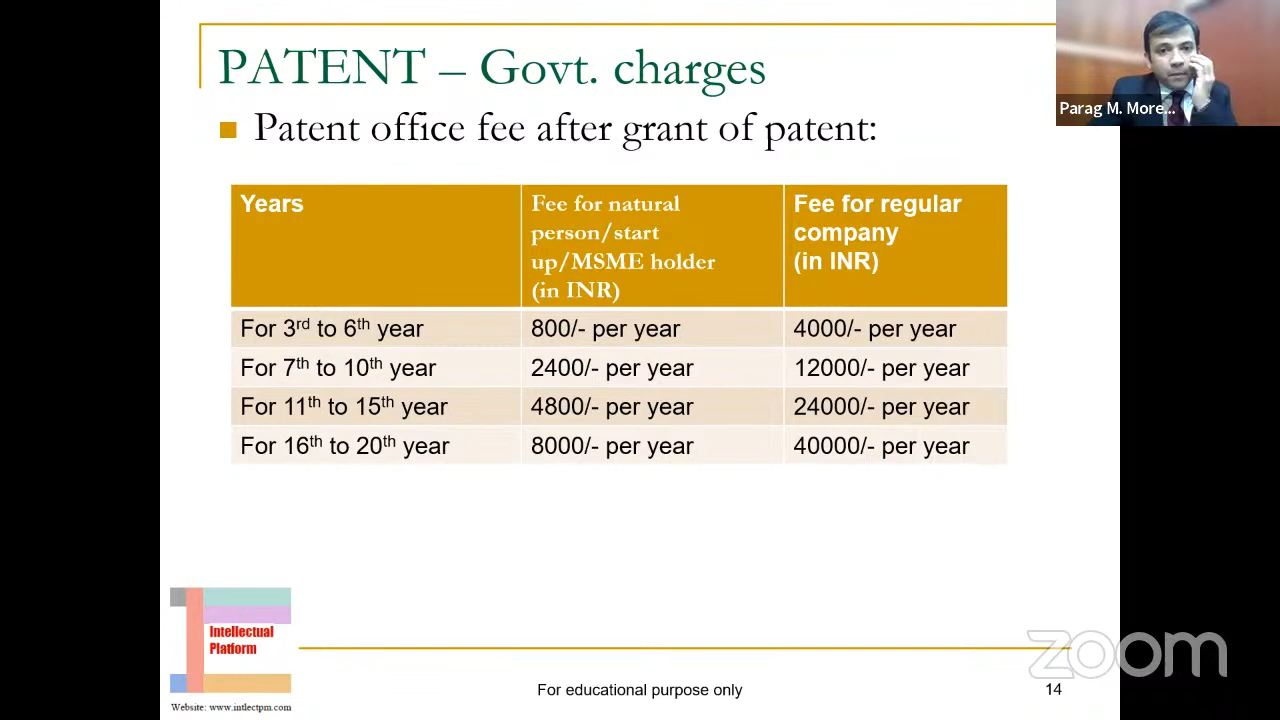 PATENT – Govt. charges
Parag M. More...
Patent office fee after grant of patent:
Years
Fee for natural
person/start
up/MSME holder
(in INR)
Fee for regular
company
(in INR)
For 3rd to 6th year
800/- per year
4000/- per year
For 7th to 10th year
2400/- per year
12000/- per year
For 11th to 15th year
4800/- per year
24000/- per year
For 16th to 20th year
8000/- per year
40000/- per year
Intellectual
Platform
zoom
For educational purpose only
14
Website: www.intlectpm.com